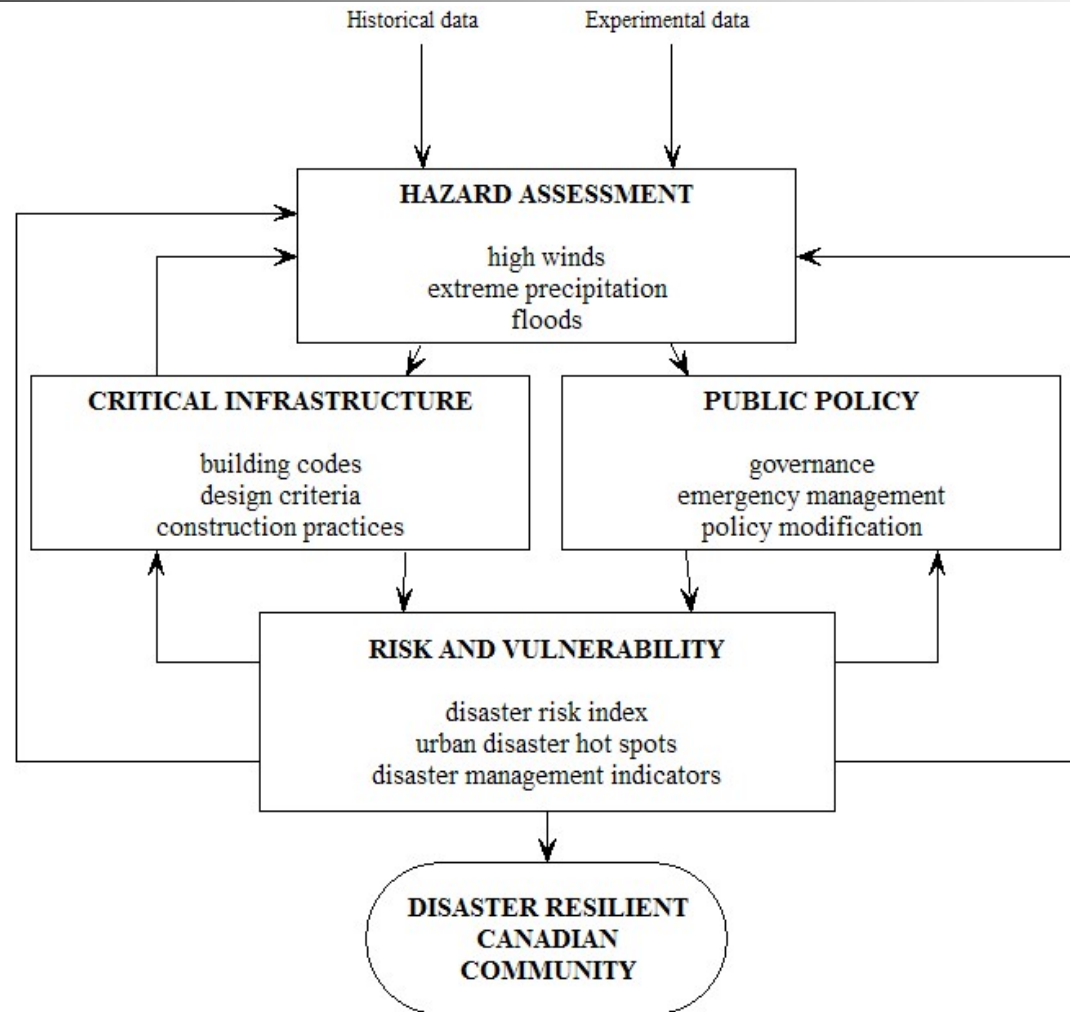 Historical data
Experimental data
HAZARD ASSESSMENT
high winds
extreme precipitation
floods
CRITICAL INFRASTRUCTURE
building codes
design criteria
construction practices
PUBLIC POLICY
governance
emergency management
policy modification
RISK AND VULNERABILITY
disaster risk index
urban disaster hot spots
disaster management indicators
DISASTER RESILIENT
CANADIAN
COMMUNITY